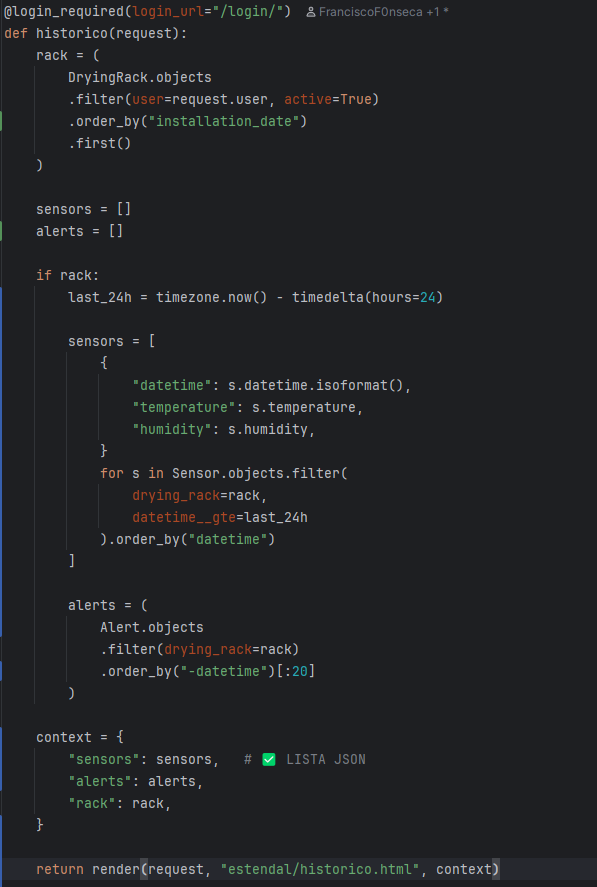 @login_required(login_url="/login/") FranciscoF0nseca +1 *
def historico(request):
    rack = (
        DryingRack.objects
        .filter(user=request.user, active=True)
        .order_by("installation_date")
        .first()
    )

    sensors = []
    alerts = []

    if rack:
        last_24h = timezone.now() - timedelta(hours=24)

        sensors = [
            {
                "datetime": s.datetime.isoformat(),
                "temperature": s.temperature,
                "humidity": s.humidity,
            }
            for s in Sensor.objects.filter(
                drying_rack=rack,
                datetime__gte=last_24h
            ).order_by("datetime")
        ]

        alerts = (
            Alert.objects
            .filter(drying_rack=rack)
            .order_by("-datetime")[:20]
        )

    context = {
        "sensors": sensors,   # ✅ LISTA JSON
        "alerts": alerts,
        "rack": rack,
    }

    return render(request, "estendal/historico.html", context)